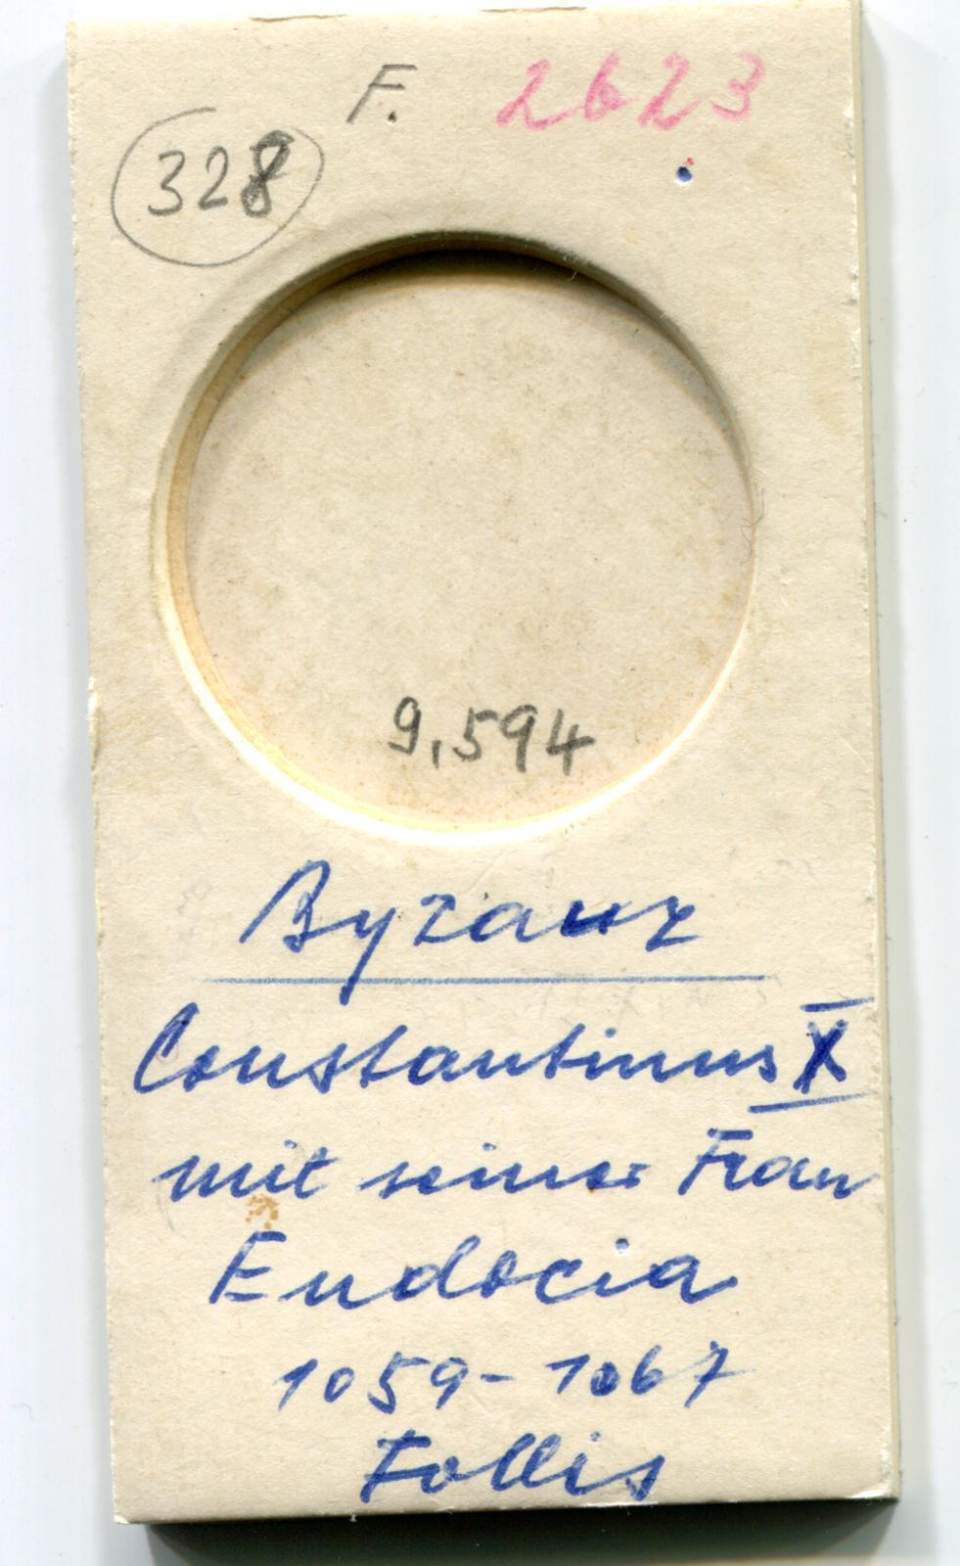 F. 2623
328
9,594
Byzanz
Constantinus X
mit seiner Frau
Eudocia
1059-1067
Follis